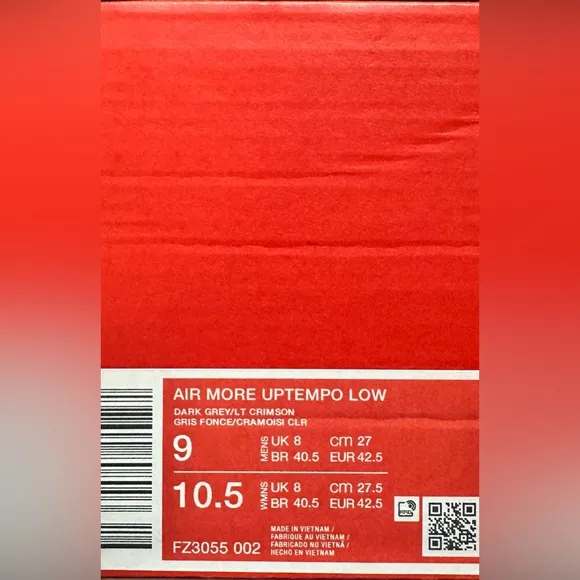 AIR MORE UPTEMPO LOW
DARK GREY/LT CRIMSON
GRIS FONCE/CRAMOISI CLR
9 MENS UK 8 CM 27
BR 40.5 EUR 42.5
10.5 WMNS UK 8 CM 27.5
BR 40.5 EUR 42.5
MADE IN VIETNAM /
FABRIQUE AU VIETNAM /
FABRICADO NO VIETNÃ /
HECHO EN VIETNAM
FZ3055 002